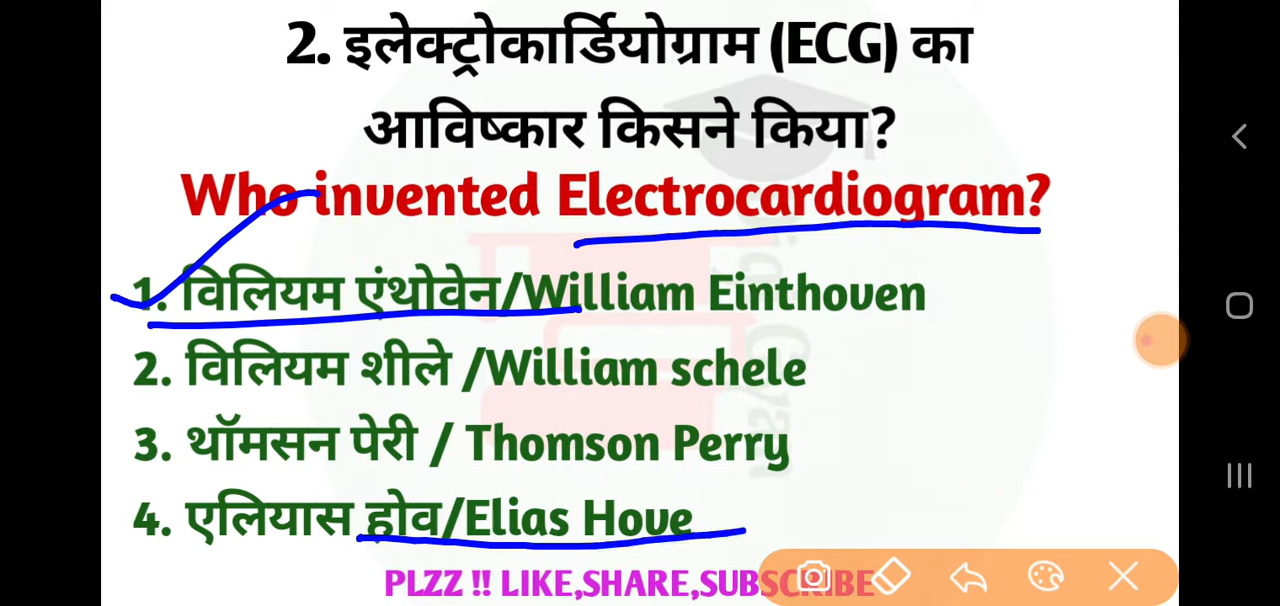 2. इलेक्ट्रोकार्डियोग्राम (ECG) का
आविष्कार किसने किया?
Who invented Electrocardiogram?
1. विलियम एंथोवेन/William Einthoven
2. विलियम शीले /William schele
3. थॉमसन पेरी / Thomson Perry
4. एलियास होव/Elias Hove
PLZZ !! LIKE,SHARE,SUBSCRIBE